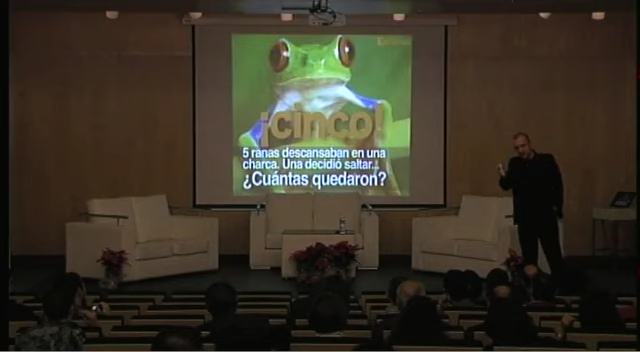 ¡cinco!
5 ranas descansaban en una
charca. Una decidió saltar...
¿Cuántas quedaron?